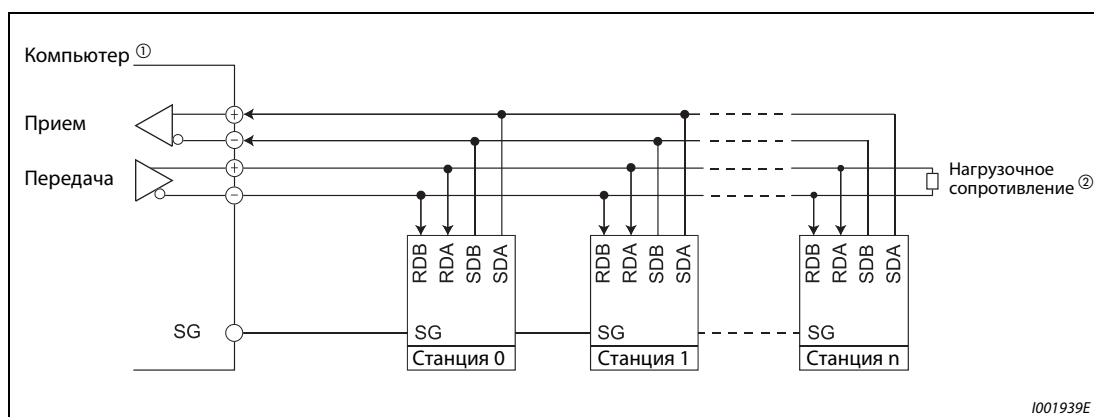 Компьютер ①
Прием
Передача
+
−
+
−
Нагрузочное
сопротивление ②
RDB RDA SDB SDA
RDB RDA SDB SDA
RDB RDA SDB SDA
SG SG SG SG
Станция 0 Станция 1 Станция n
I001939E